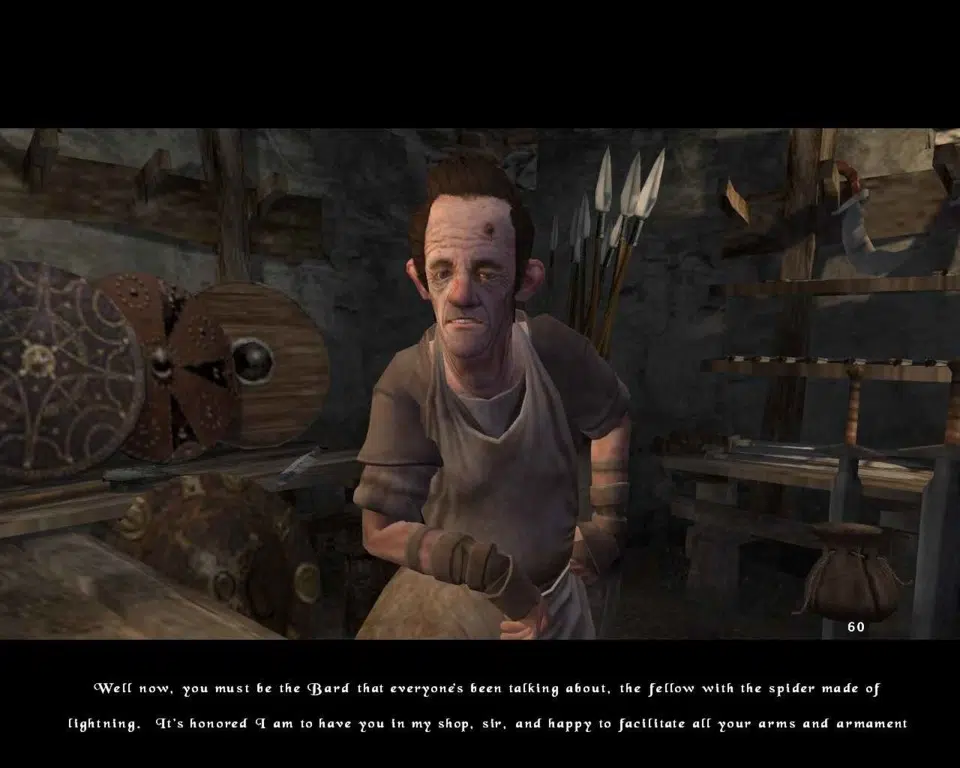 60
Well now, you must be the Bard that everyone's been talking about, the fellow with the spider made of
lightning. It's honored I am to have you in my shop, sir, and happy to facilitate all your arms and armament